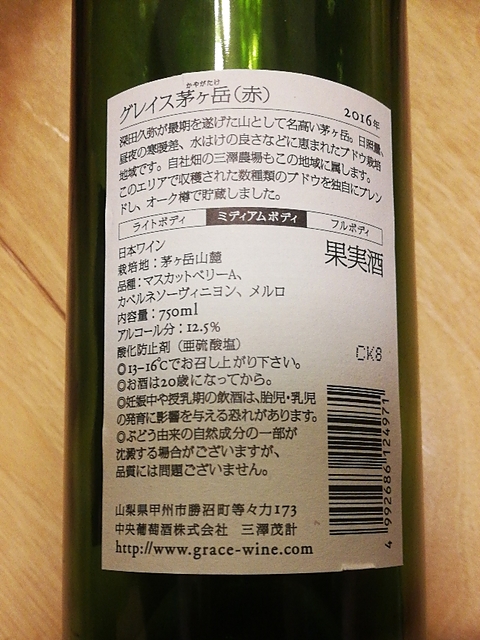 かやがたけ
グレイス茅ヶ岳(赤)
2016年
深田久弥が最期を遂げた山として名高い茅ヶ岳。日照量、
昼夜の寒暖差、水はけの良さなどに恵まれたブドウ栽培
地域です。自社畑の三澤農場もこの地域に属します。
このエリアで収穫された数種類のブドウを独自にブレン
ドし、オーク樽で貯蔵しました。
ライトボディ ミディアムボディ フルボディ
日本ワイン
果実酒
栽培地:茅ヶ岳山麓
品種:マスカットベリーA、
カベルネソーヴィニヨン、メルロ
内容量:750ml
アルコール分:12.5%
酸化防止剤(亜硫酸塩)
CK8
◎13-16℃でお召し上がり下さい。
◎お酒は20歳になってから。
◎妊娠中や授乳期の飲酒は、胎児・乳児
の発育に影響を与える恐れがあります。
◎ぶどう由来の自然成分の一部が
沈澱する場合がございますが、
品質には問題ございません。
4 992686 124971
山梨県甲州市勝沼町等々力173
中央葡萄酒株式会社 三澤茂計
http://www.grace-wine.com